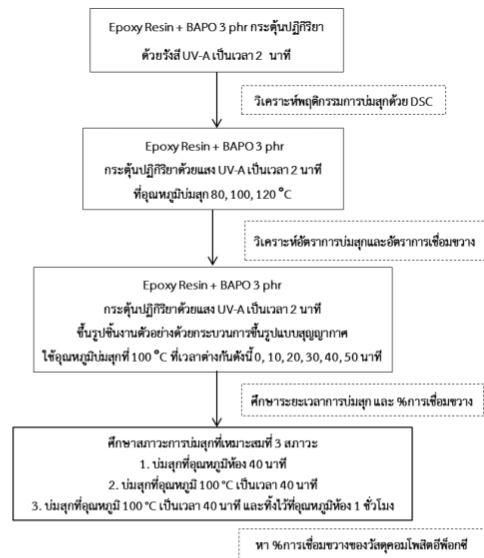 Epoxy Resin + BAPO 3 phr กระตุ้นปฏิกิริยา
ด้วยรังสี UV-A เป็นเวลา 2 นาที
วิเคราะห์พฤติกรรมการบ่มสุกด้วย DSC
Epoxy Resin + BAPO 3 phr
กระตุ้นปฏิกิริยาด้วยแสง UV-A เป็นเวลา 2 นาที
ที่อุณหภูมิบ่มสุก 80, 100, 120 °C
วิเคราะห์อัตราการบ่มสุกและอัตราการเชื่อมขวาง
Epoxy Resin + BAPO 3 phr
กระตุ้นปฏิกิริยาด้วยแสง UV-A เป็นเวลา 2 นาที
ขึ้นรูปชิ้นงานตัวอย่างด้วยกระบวนการขึ้นรูปแบบสุญญากาศ
ใช้อุณหภูมิบ่มสุกที่ 100 °C ที่เวลาต่างกันดังนี้ 0, 10, 20, 30, 40, 50 นาที
ศึกษาระยะเวลาการบ่มสุก และ %การเชื่อมขวาง
ศึกษาสภาวะการบ่มสุกที่เหมาะสมที่ 3 สภาวะ
1. บ่มสุกที่อุณหภูมิห้อง 40 นาที
2. บ่มสุกที่อุณหภูมิ 100 °C เป็นเวลา 40 นาที
3. บ่มสุกที่อุณหภูมิ 100 °C เป็นเวลา 40 นาที และทิ้งไว้ที่อุณหภูมิห้อง 1 ชั่วโมง
หา %การเชื่อมขวางของวัสดุคอมโพสิตอีพ็อกซี